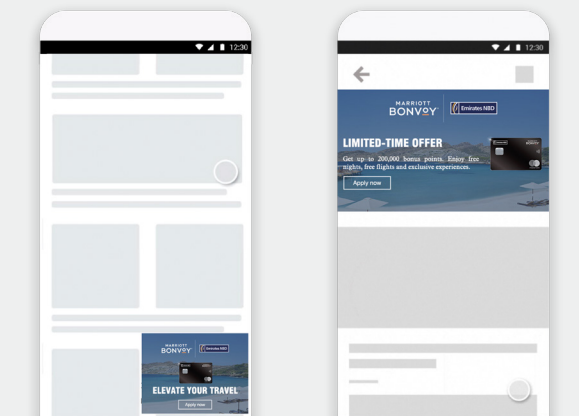 12:30
MARRIOTT
BONVOY
Emirates NBD
ELEVATE YOUR TRAVEL
Apply now
12:30
MARRIOTT
BONVOY
Emirates NBD
LIMITED-TIME OFFER
Get up to 200,000 bonus points. Enjoy free
nights, free flights and exclusive experiences.
Apply now